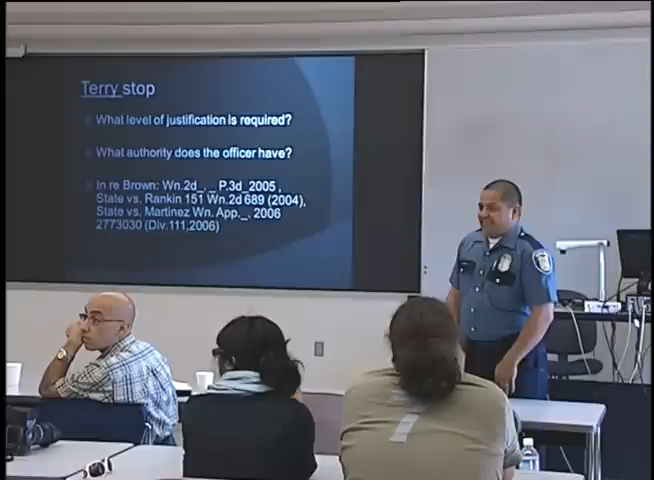 Terry stop
What level of justification is required?
What authority does the officer have?
In re Brown: Wn.2d_._ P.3d_2005,
State vs. Rankin 151 Wn.2d 689 (2004),
State vs. Martinez Wn. App._. 2006
2773030 (Div.111,2006)